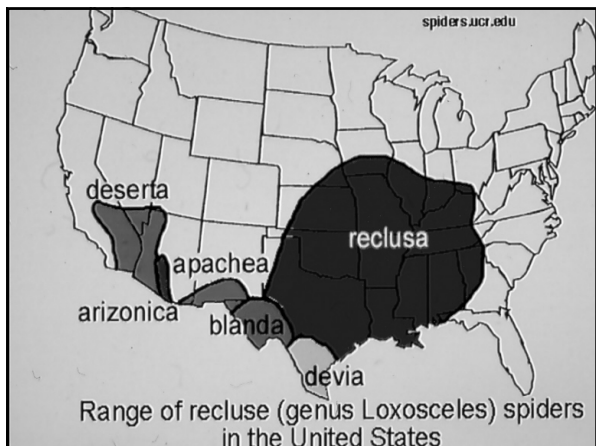 spiders.ucr.edu
deserta
reclusa
apachea
arizonica
blanda
devia
Range of recluse (genus Loxosceles) spiders
in the United States